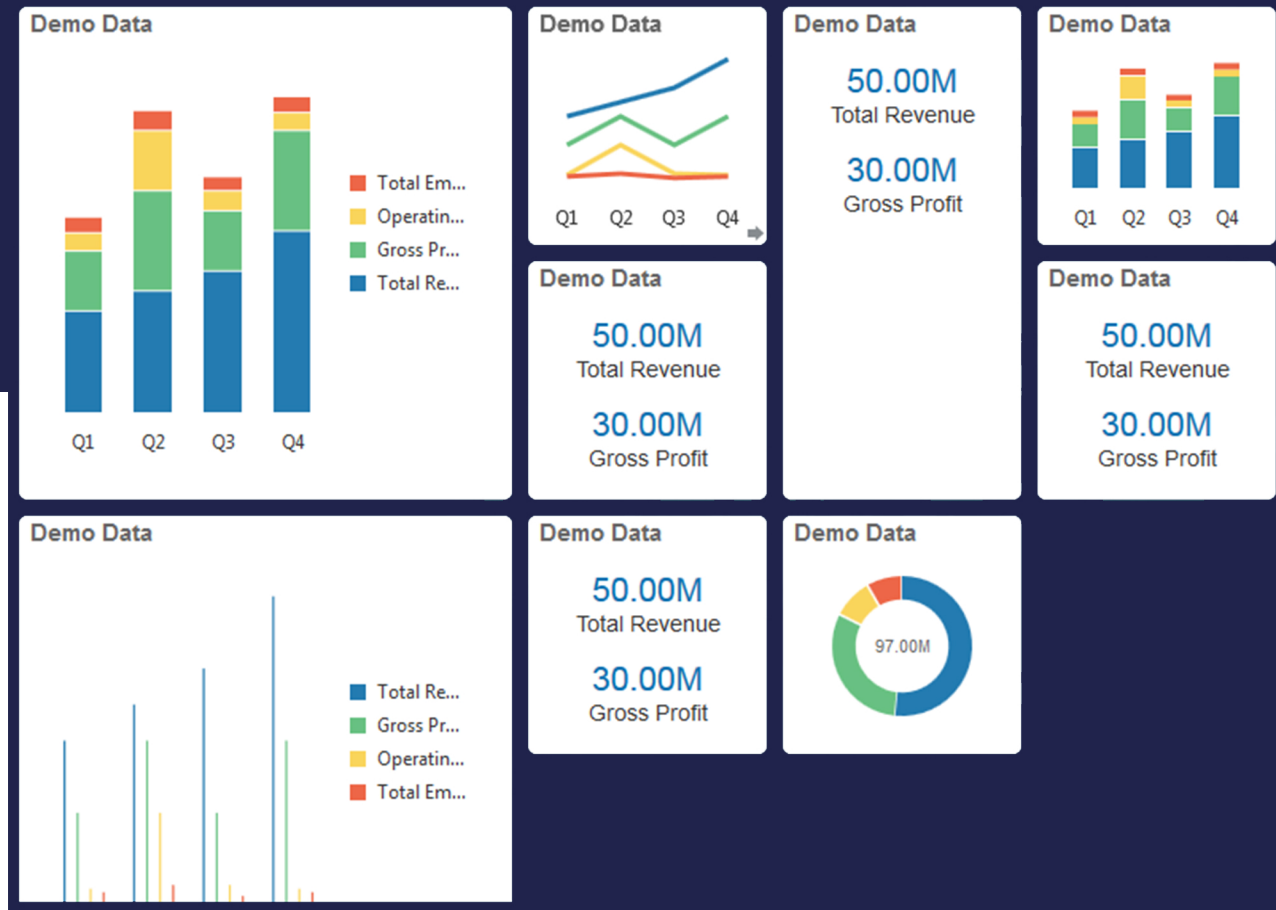 Demo Data
Total Em...
Operatin...
Gross Pr...
Total Re...
Q1 Q2 Q3 Q4
Demo Data
Q1 Q2 Q3 Q4
Demo Data
50.00M
Total Revenue
30.00M
Gross Profit
Demo Data
Q1 Q2 Q3 Q4
Demo Data
50.00M
Total Revenue
30.00M
Gross Profit
Demo Data
50.00M
Total Revenue
30.00M
Gross Profit
Demo Data
Total Re...
Gross Pr...
Operatin...
Total Em...
Demo Data
50.00M
Total Revenue
30.00M
Gross Profit
Demo Data
97.00M